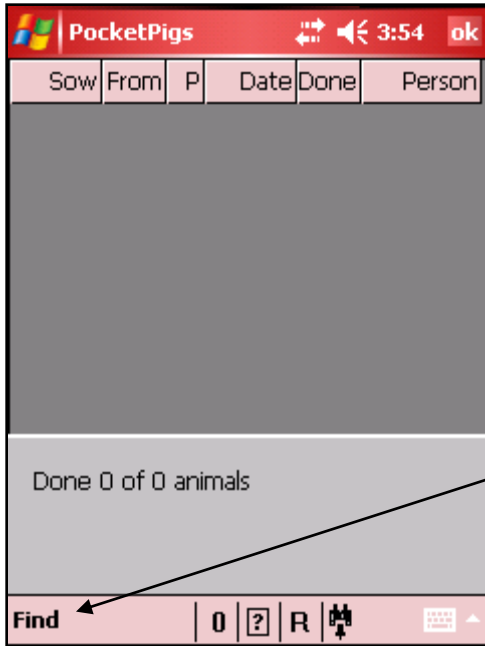 PocketPigs 3:54 ok
Sow From P Date Done Person
Done 0 of 0 animals
Find 0 ? R